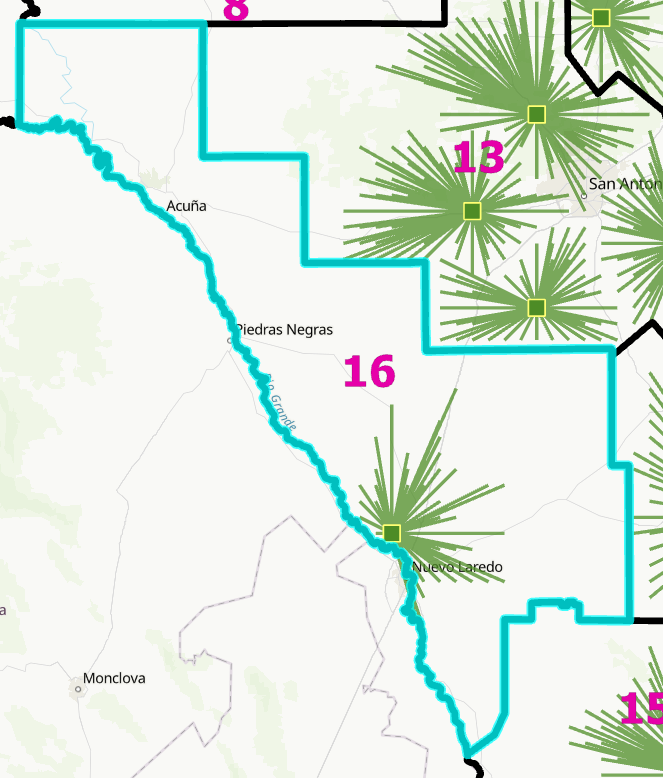 8
13
San Anton
Acuña
Piedras Negras
16
Rio Grande
Nuevo Laredo
a
Monclova
15